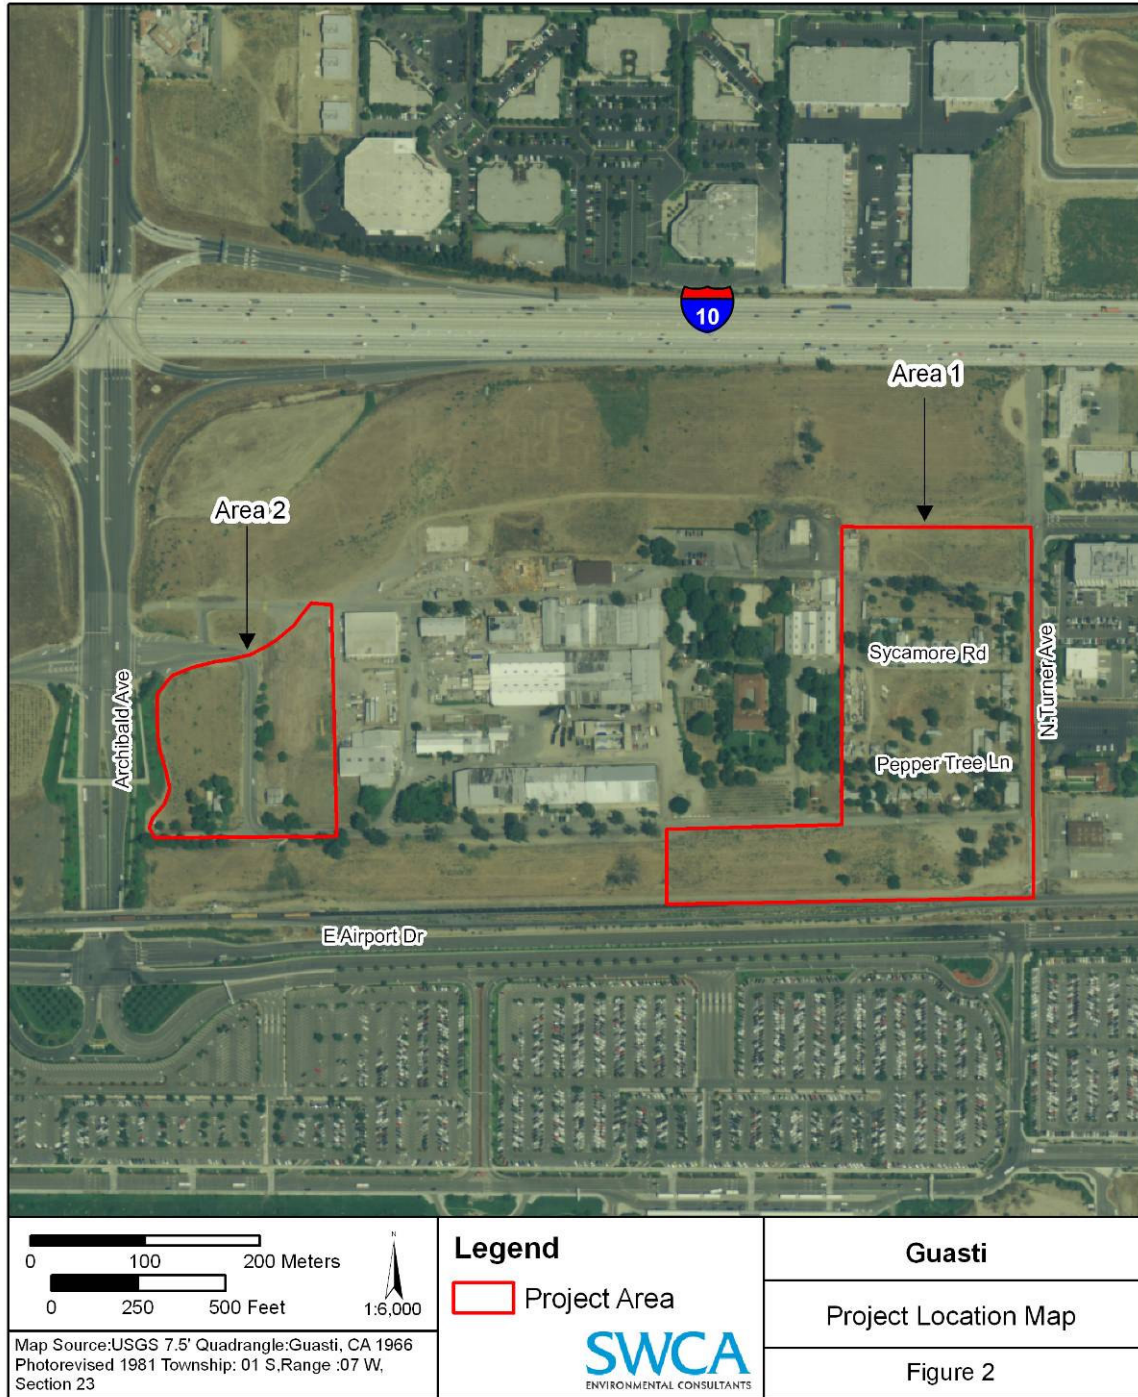 10
Area 1
Area 2
Sycamore Rd
N Turner Ave
Archibald Ave
Pepper Tree Ln
E Airport Dr
0 100 200 Meters
0 250 500 Feet
N
1:6,000
Map Source:USGS 7.5' Quadrangle:Guasti, CA 1966
Photorevised 1981 Township: 01 S,Range :07 W,
Section 23
Legend
Project Area
SWCA
ENVIRONMENTAL CONSULTANTS
Guasti
Project Location Map
Figure 2